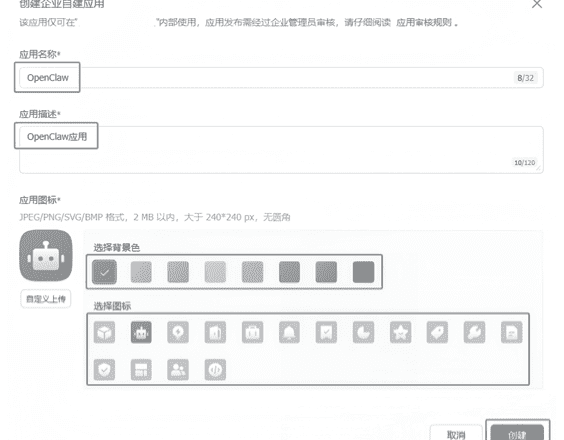 创建企业自建应用
该应用仅可在" "内部使用，应用发布需经过企业管理员审核，请仔细阅读 应用审核规则 。
应用名称*
OpenClaw
8/32
应用描述*
OpenClaw应用
10/120
应用图标*
JPEG/PNG/SVG/BMP 格式，2 MB 以内，大于 240*240 px，无圆角
选择背景色
自定义上传
选择图标
取消
创建